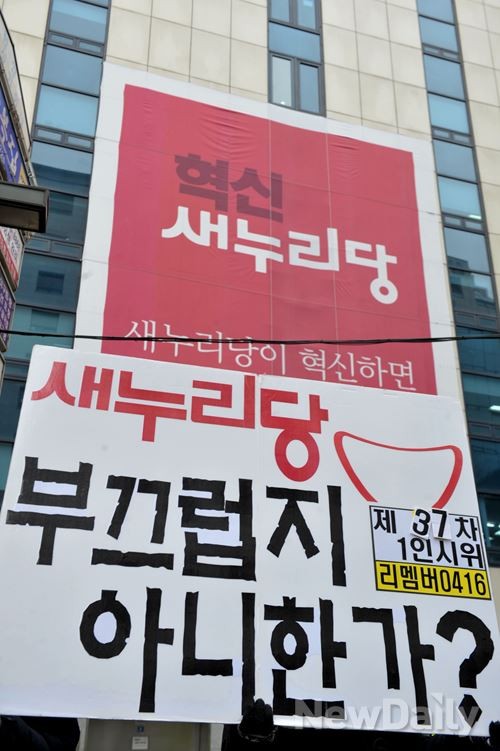 혁신
새누리당
새누리당이 혁신하면
새누리당
부끄럽지
아니한가?
제 37차
1인시위
리멤버0416
NewDaily